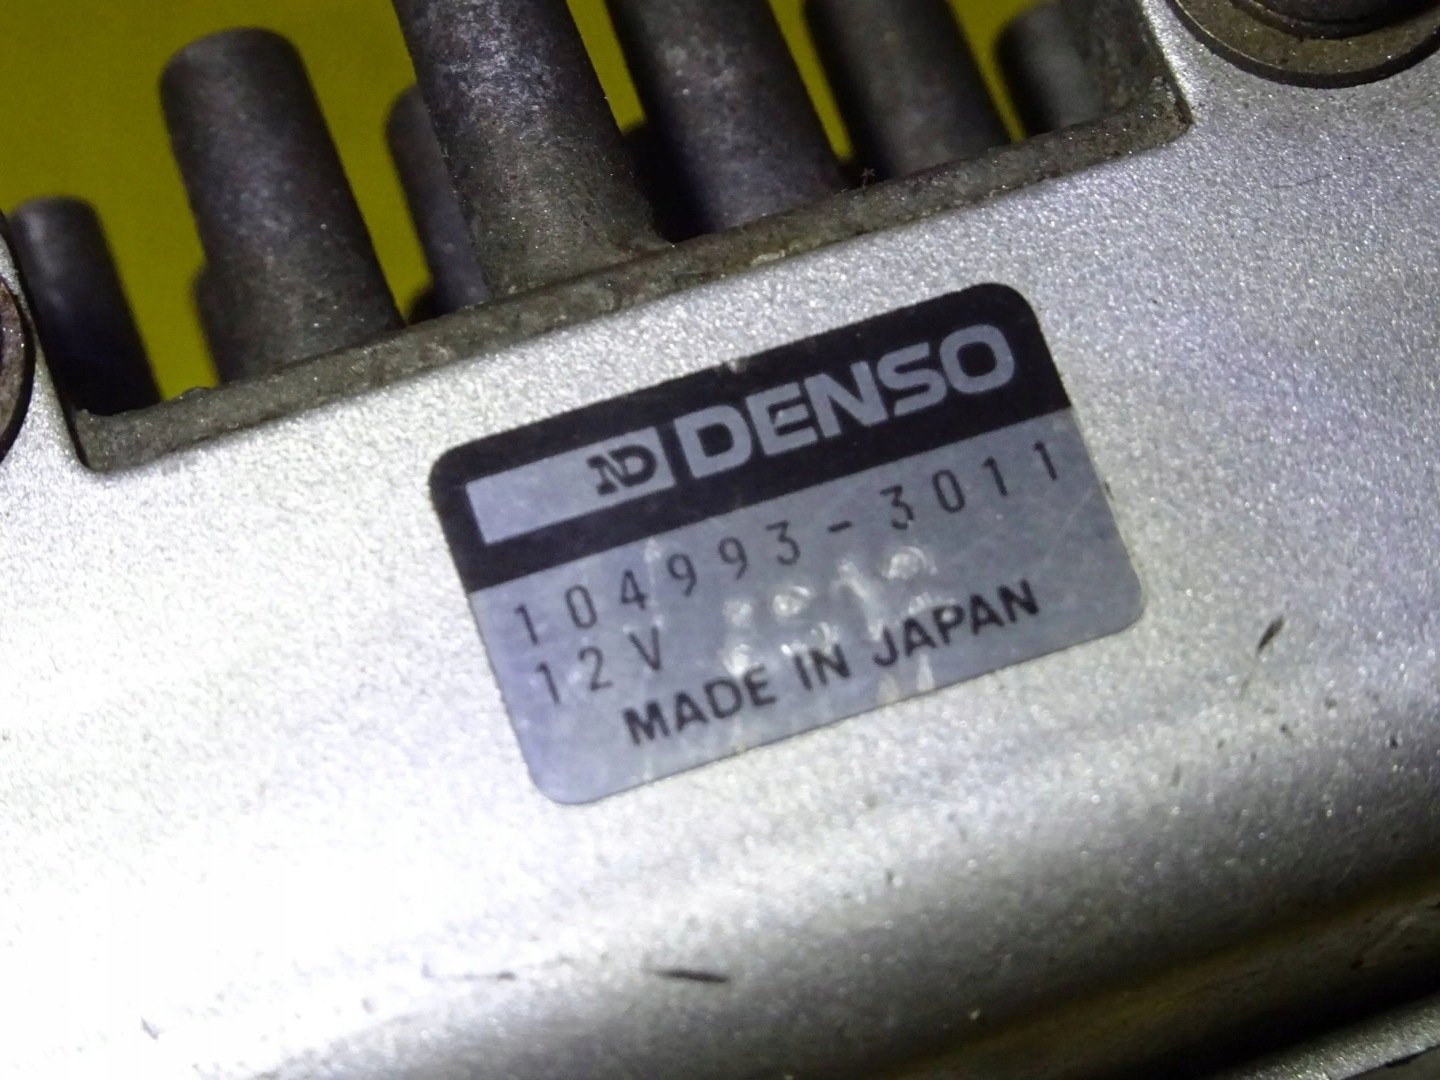 ND DENSO
104993-3011
12V
MADE IN JAPAN